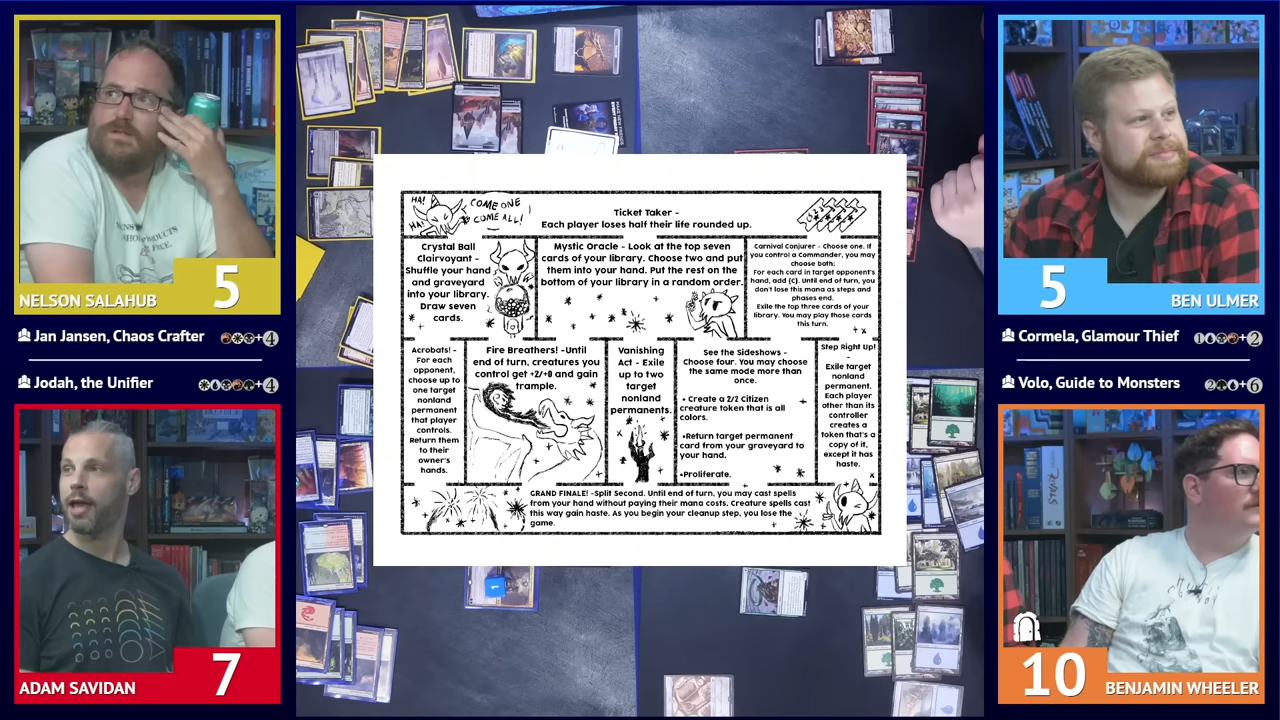 HA!
HA!
COME ONE
COME ALL!
Ticket Taker -
Each player loses half their life rounded up.
Crystal Ball
Clairvoyant -
Shuffle your hand
and graveyard
into your library.
Draw seven
cards.
Mystic Oracle - Look at the top seven
cards of your library. Choose two and put
them into your hand. Put the rest on the
bottom of your library in a random order.
Carnival Conjurer - Choose one. If
you control a Commander, you may
choose both:
For each card in target opponent's
hand, add {C}. Until end of turn, you
don't lose this mana as steps and
phases end.
Exile the top three cards of your
library. You may play those cards
this turn.
Acrobats! -
For each
opponent,
choose up to
one target
nonland
permanent
that player
controls.
Return them
to their
owner's
hands.
Fire Breathers! -Until
end of turn, creatures you
control get +2/+0 and gain
trample.
Vanishing
Act - Exile
up to two
target
nonland
permanents.
See the Sideshows -
Choose four. You may choose
the same mode more than
once.
• Create a 2/2 Citizen
creature token that is all
colors.
•Return target permanent
card from your graveyard to
your hand.
•Proliferate.
Step Right Up!
-
Exile target
nonland
permanent.
Each player
other than its
controller
creates a
token that's a
copy of it,
except it has
haste.
GRAND FINALE! -Split Second. Until end of turn, you may cast spells
from your hand without paying their mana costs. Creature spells cast
this way gain haste. As you begin your cleanup step, you lose the
game.
NELSON SALAHUB
5
Jan Jansen, Chaos Crafter
+4
Jodah, the Unifier
+4
ADAM SAVIDAN
7
5
BEN ULMER
Cormela, Glamour Thief
1 +2
Volo, Guide to Monsters
2 +6
10
BENJAMIN WHEELER
1